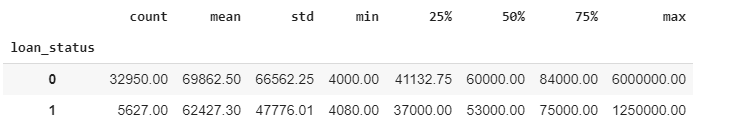 count mean std min 25% 50% 75% max
loan_status
0 32950.00 69862.50 66562.25 4000.00 41132.75 60000.00 84000.00 6000000.00
1 5627.00 62427.30 47776.01 4080.00 37000.00 53000.00 75000.00 1250000.00